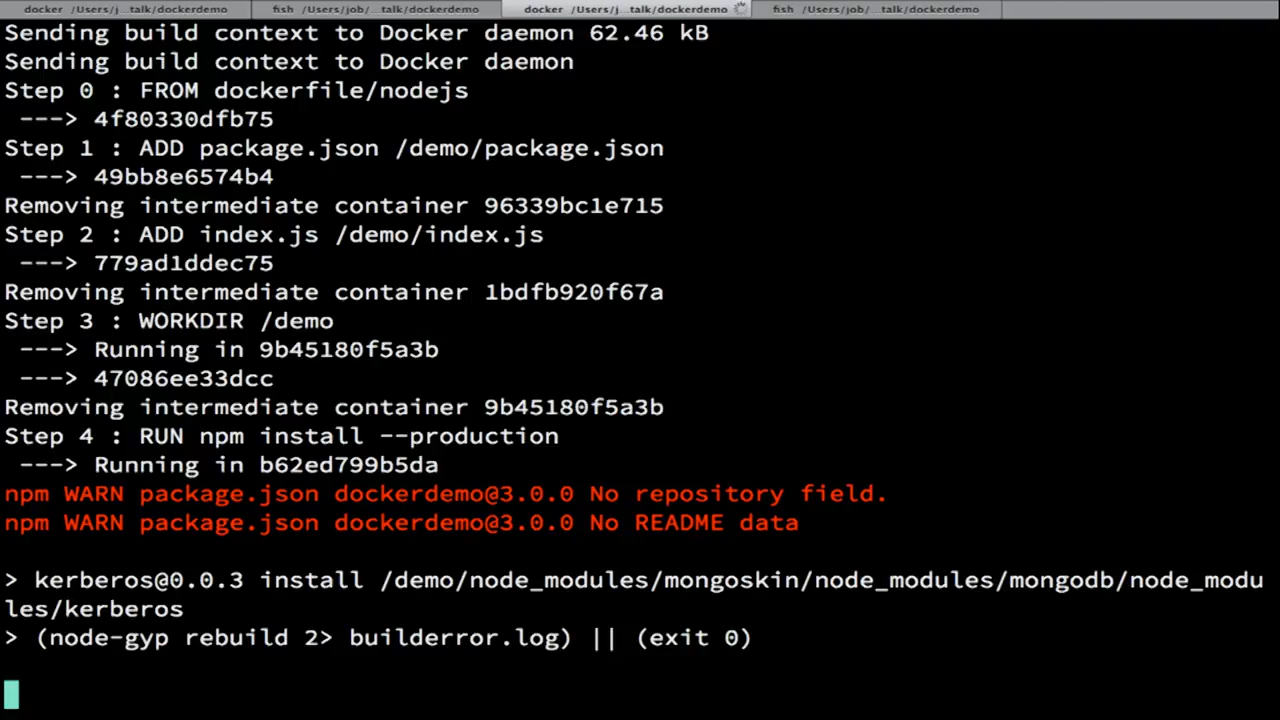 docker /Users/j...talk/dockerdemo
fish /Users/job/...talk/dockerdemo
docker /Users/j...talk/dockerdemo
fish /Users/job/...talk/dockerdemo
Sending build context to Docker daemon 62.46 kB
Sending build context to Docker daemon
Step 0 : FROM dockerfile/nodejs
---> 4f80330dfb75
Step 1 : ADD package.json /demo/package.json
---> 49bb8e6574b4
Removing intermediate container 96339bc1e715
Step 2 : ADD index.js /demo/index.js
---> 779ad1ddec75
Removing intermediate container 1bdfb920f67a
Step 3 : WORKDIR /demo
---> Running in 9b45180f5a3b
---> 47086ee33dcc
Removing intermediate container 9b45180f5a3b
Step 4 : RUN npm install --production
---> Running in b62ed799b5da
npm WARN package.json dockerdemo@3.0.0 No repository field.
npm WARN package.json dockerdemo@3.0.0 No README data
> kerberos@0.0.3 install /demo/node_modules/mongoskin/node_modules/mongodb/node_modu
les/kerberos
> (node-gyp rebuild 2> builderror.log) || (exit 0)